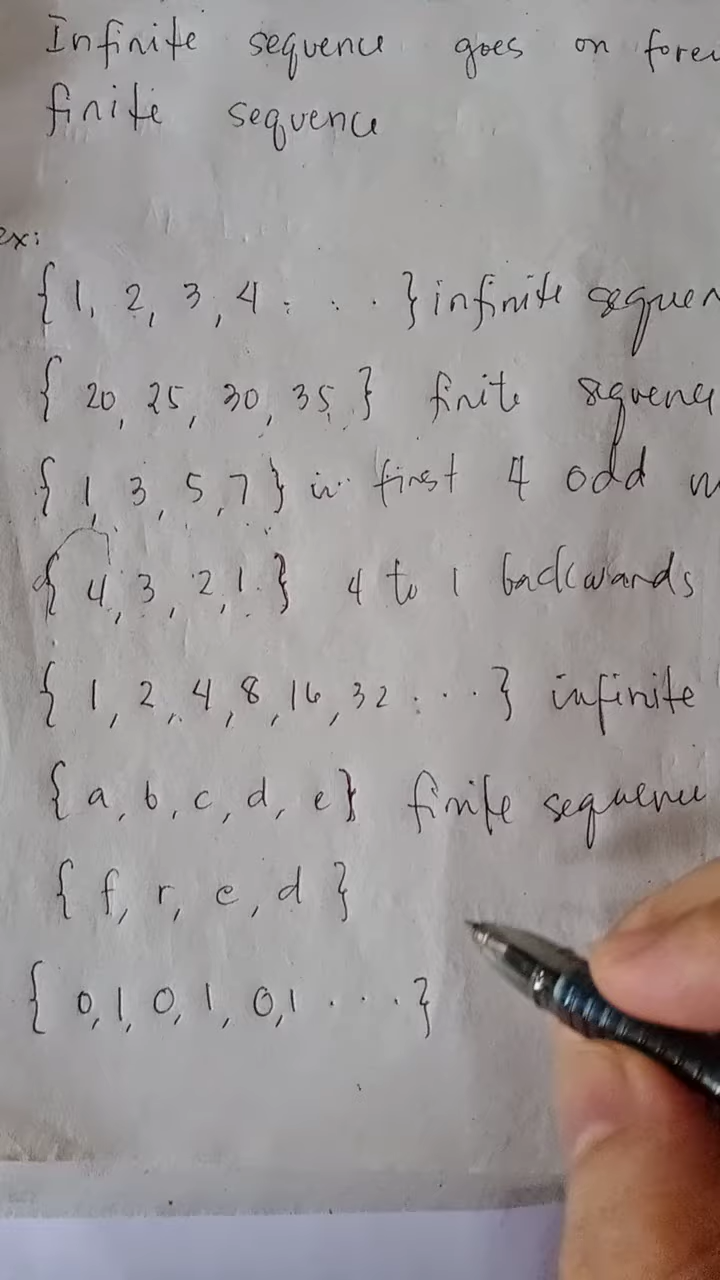 Infinite sequence goes on
finite sequence
ex:
{ 1, 2, 3, 4 . . . } infinite
{ 20, 25, 30, 35 } finite
{ 1, 3, 5, 7 } first 4 odd
{ 4, 3, 2, 1 } 4 to 1 backwards
{ 1, 2, 4, 8, 16, 32 . . . } infinite
{ a, b, c, d, e } finite sequence
{ f, r, e, d }
{ 0, 1, 0, 1, 0, 1 . . . }